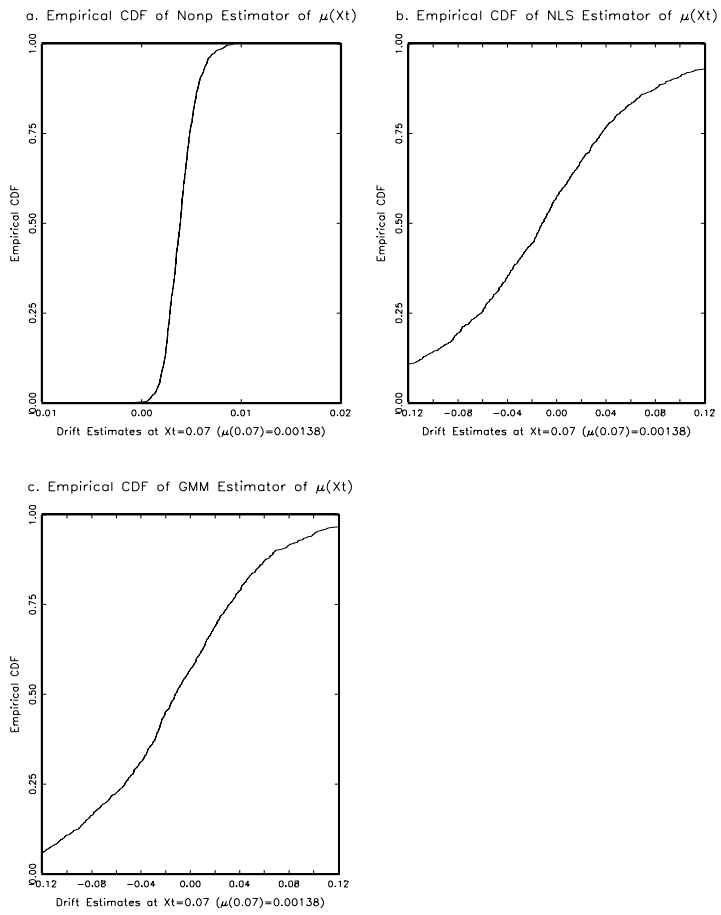 a. Empirical CDF of Nonp Estimator of μ(Xt)
1.00
0.75
0.50
0.25
0.00
Empirical CDF
-0.01 0.00 0.01 0.02
Drift Estimates at Xt=0.07 (μ(0.07)=0.00138)
b. Empirical CDF of NLS Estimator of μ(Xt)
1.00
0.75
0.50
0.25
0.00
Empirical CDF
-0.12 -0.08 -0.04 0.00 0.04 0.08 0.12
Drift Estimates at Xt=0.07 (μ(0.07)=0.00138)
c. Empirical CDF of GMM Estimator of μ(Xt)
1.00
0.75
0.50
0.25
0.00
Empirical CDF
-0.12 -0.08 -0.04 0.00 0.04 0.08 0.12
Drift Estimates at Xt=0.07 (μ(0.07)=0.00138)